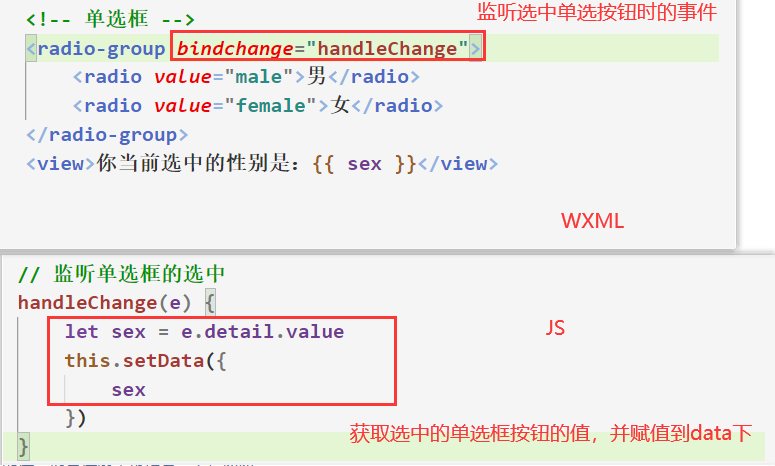 <!-- 单选框 -->
监听选中单选按钮时的事件
<radio-group bindchange="handleChange">
<radio value="male">男</radio>
<radio value="female">女</radio>
</radio-group>
<view>你当前选中的性别是：{{ sex }}</view>
WXML
// 监听单选框的选中
handleChange(e) {
let sex = e.detail.value
JS
this.setData({
sex
})
获取选中的单选框按钮的值，并赋值到data下
}